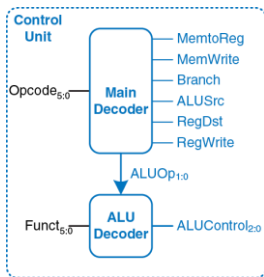 Control
Unit
MemtoReg
MemWrite
Branch
ALUSrc
RegDst
RegWrite
Opcode5:0
Main
Decoder
ALUOp1:0
Funct5:0
ALU
Decoder
ALUControl2:0